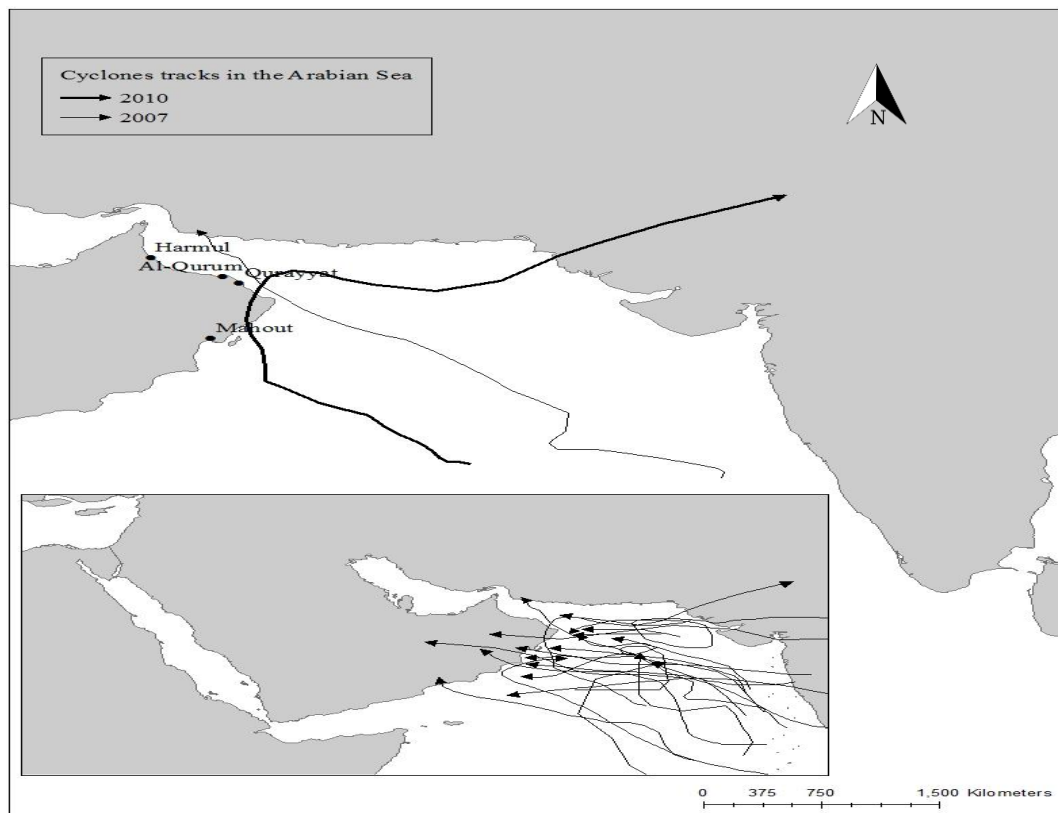 Cyclones tracks in the Arabian Sea
2010
2007
N
Harmul
Al-Qurum
Qurayyat
Mahout
0 375 750 1,500 Kilometers